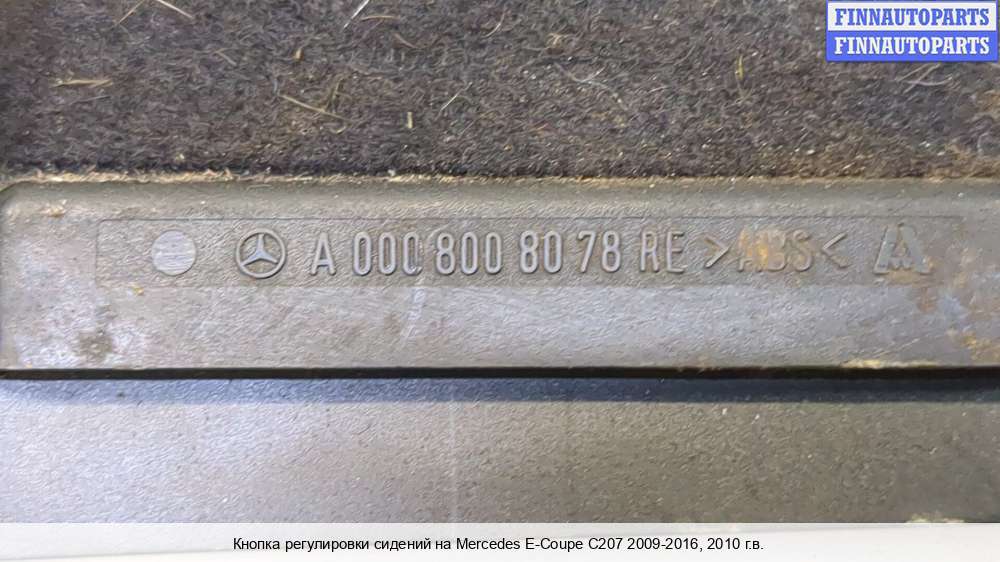 FINNAUTOPARTS
FINNAUTOPARTS
A 000 800 80 78 RE >ABS<
Кнопка регулировки сидений на Mercedes E-Coupe C207 2009-2016, 2010 г.в.